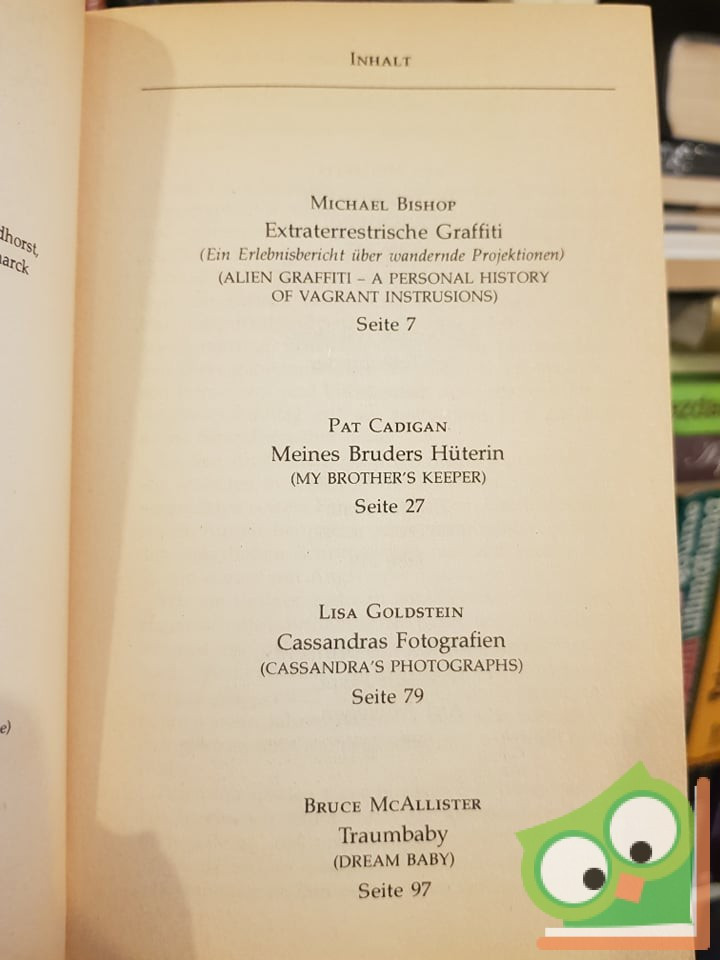 INHALT
MICHAEL BISHOP
Extraterrestrische Graffiti
(Ein Erlebnisbericht über wandernde Projektionen)
(ALIEN GRAFFITI – A PERSONAL HISTORY
OF VAGRANT INSTRUSIONS)
Seite 7
PAT CADIGAN
Meines Bruders Hüterin
(MY BROTHER'S KEEPER)
Seite 27
LISA GOLDSTEIN
Cassandras Fotografien
(CASSANDRA'S PHOTOGRAPHS)
Seite 79
BRUCE MCALLISTER
Traumbaby
(DREAM BABY)
Seite 97